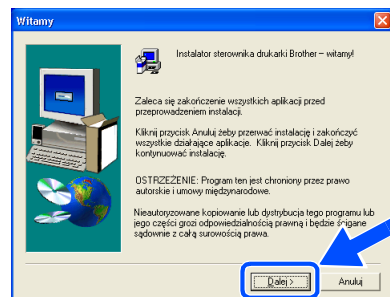 Witamy
Instalator sterownika drukarki Brother – witamy!
Zaleca się zakończenie wszystkich aplikacji przed
przeprowadzeniem instalacji.
Kliknij przycisk Anuluj żeby przerwać instalację i zakończyć
wszystkie działające aplikacje. Kliknij przycisk Dalej żeby
kontynuować instalację.
OSTRZEŻENIE: Program ten jest chroniony przez prawo
autorskie i umowy międzynarodowe.
Nieautoryzowane kopiowanie lub dystrybucja tego programu lub
jego części grozi odpowiedzialnością prawną i będzie ścigane
sądownie z całą surowością prawa.
Dalej >
Anuluj